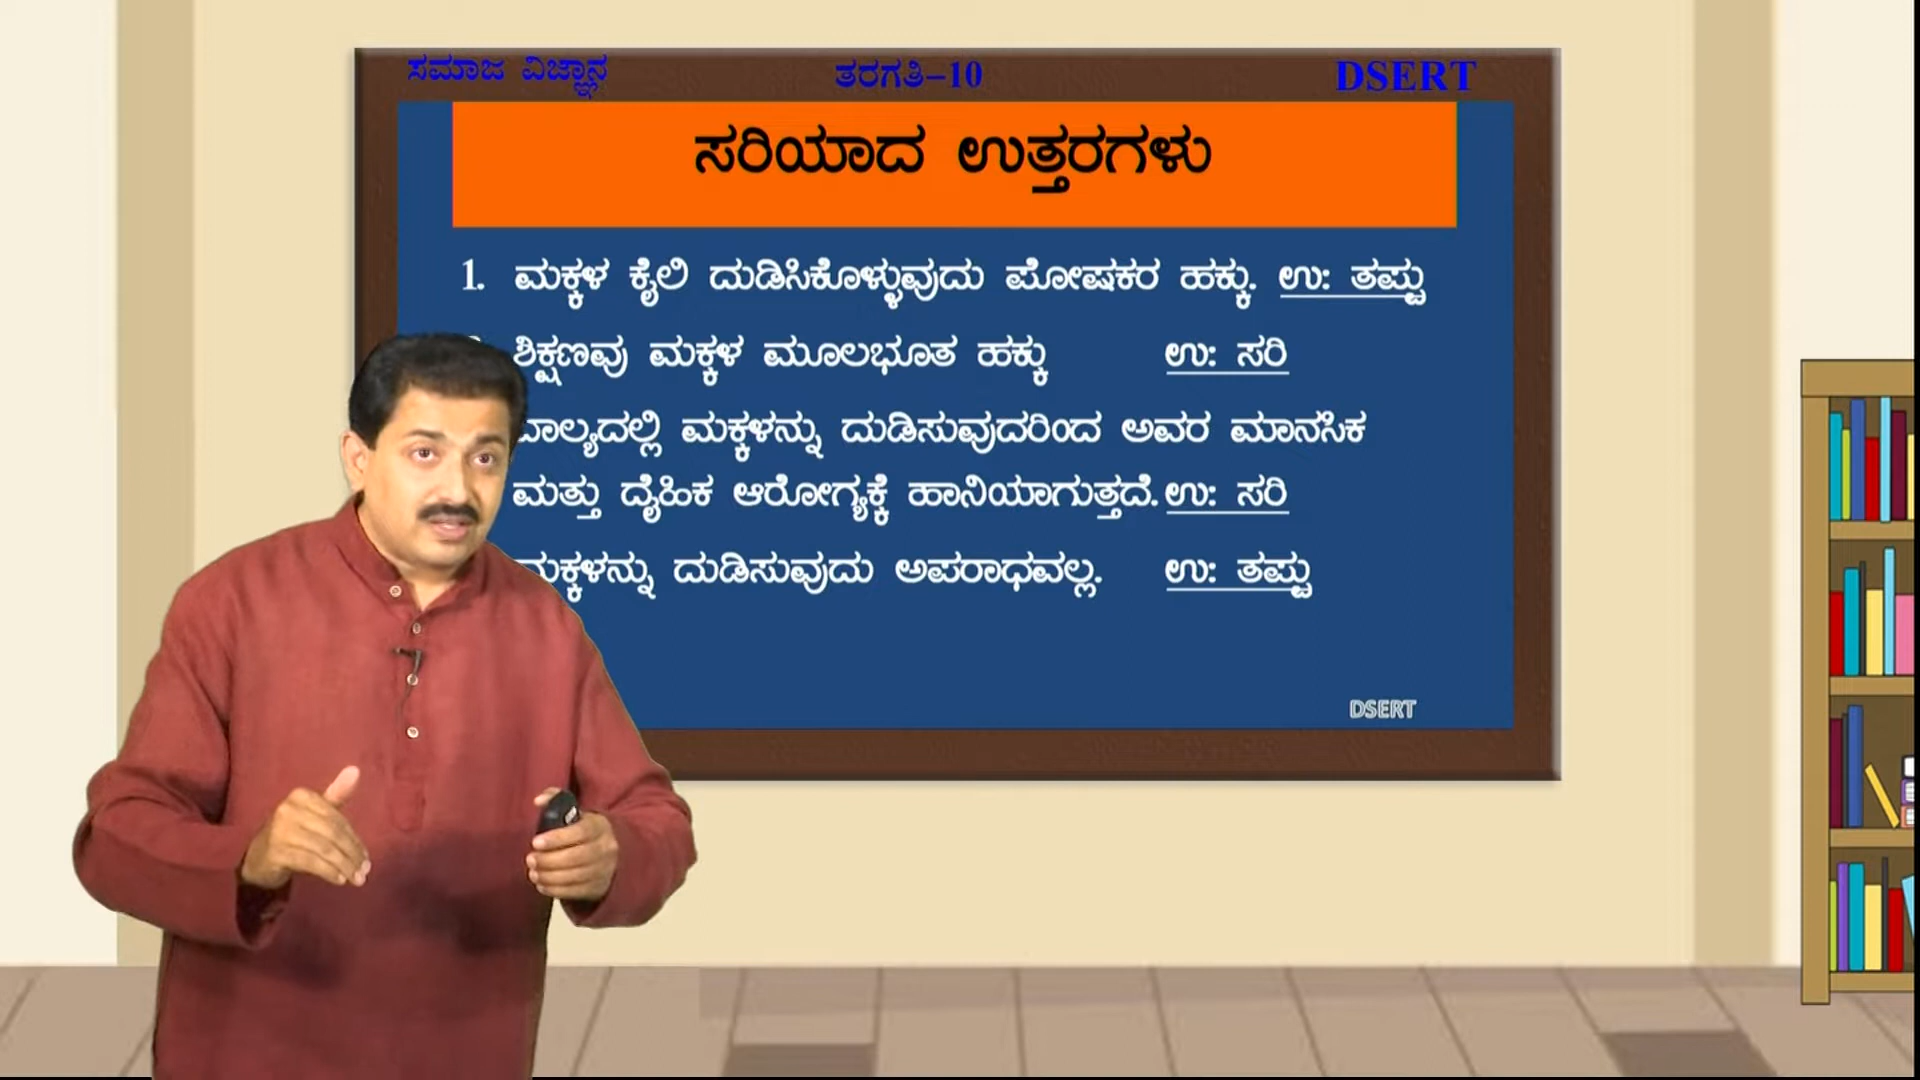 ಸಮಾಜ ವಿಜ್ಞಾನ ತರಗತಿ-10 DSERT
ಸರಿಯಾದ ಉತ್ತರಗಳು
1. ಮಕ್ಕಳ ಕೈಲಿ ದುಡಿಸಿಕೊಳ್ಳುವುದು ಪೋಷಕರ ಹಕ್ಕು. ಉ: ತಪ್ಪು
ಶಿಕ್ಷಣವು ಮಕ್ಕಳ ಮೂಲಭೂತ ಹಕ್ಕು ಉ: ಸರಿ
ಬಾಲ್ಯದಲ್ಲಿ ಮಕ್ಕಳನ್ನು ದುಡಿಸುವುದರಿಂದ ಅವರ ಮಾನಸಿಕ
ಮತ್ತು ದೈಹಿಕ ಆರೋಗ್ಯಕ್ಕೆ ಹಾನಿಯಾಗುತ್ತದೆ. ಉ: ಸರಿ
ಮಕ್ಕಳನ್ನು ದುಡಿಸುವುದು ಅಪರಾಧವಲ್ಲ. ಉ: ತಪ್ಪು
DSERT